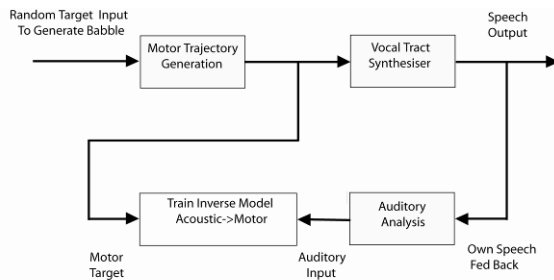 Random Target Input
To Generate Babble
Motor Trajectory
Generation
Vocal Tract
Synthesiser
Speech
Output
Train Inverse Model
Acoustic->Motor
Auditory
Analysis
Motor
Target
Auditory
Input
Own Speech
Fed Back